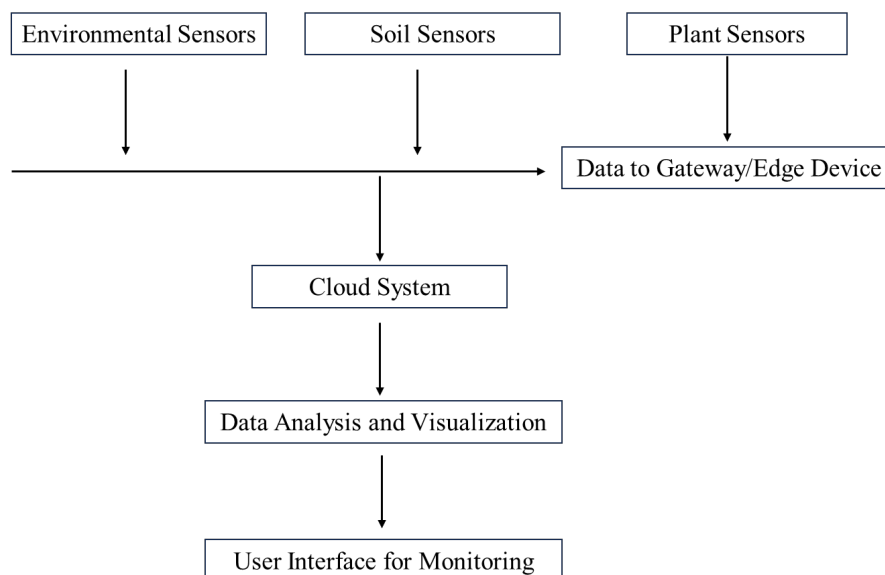 Environmental Sensors
Soil Sensors
Plant Sensors
Data to Gateway/Edge Device
Cloud System
Data Analysis and Visualization
User Interface for Monitoring